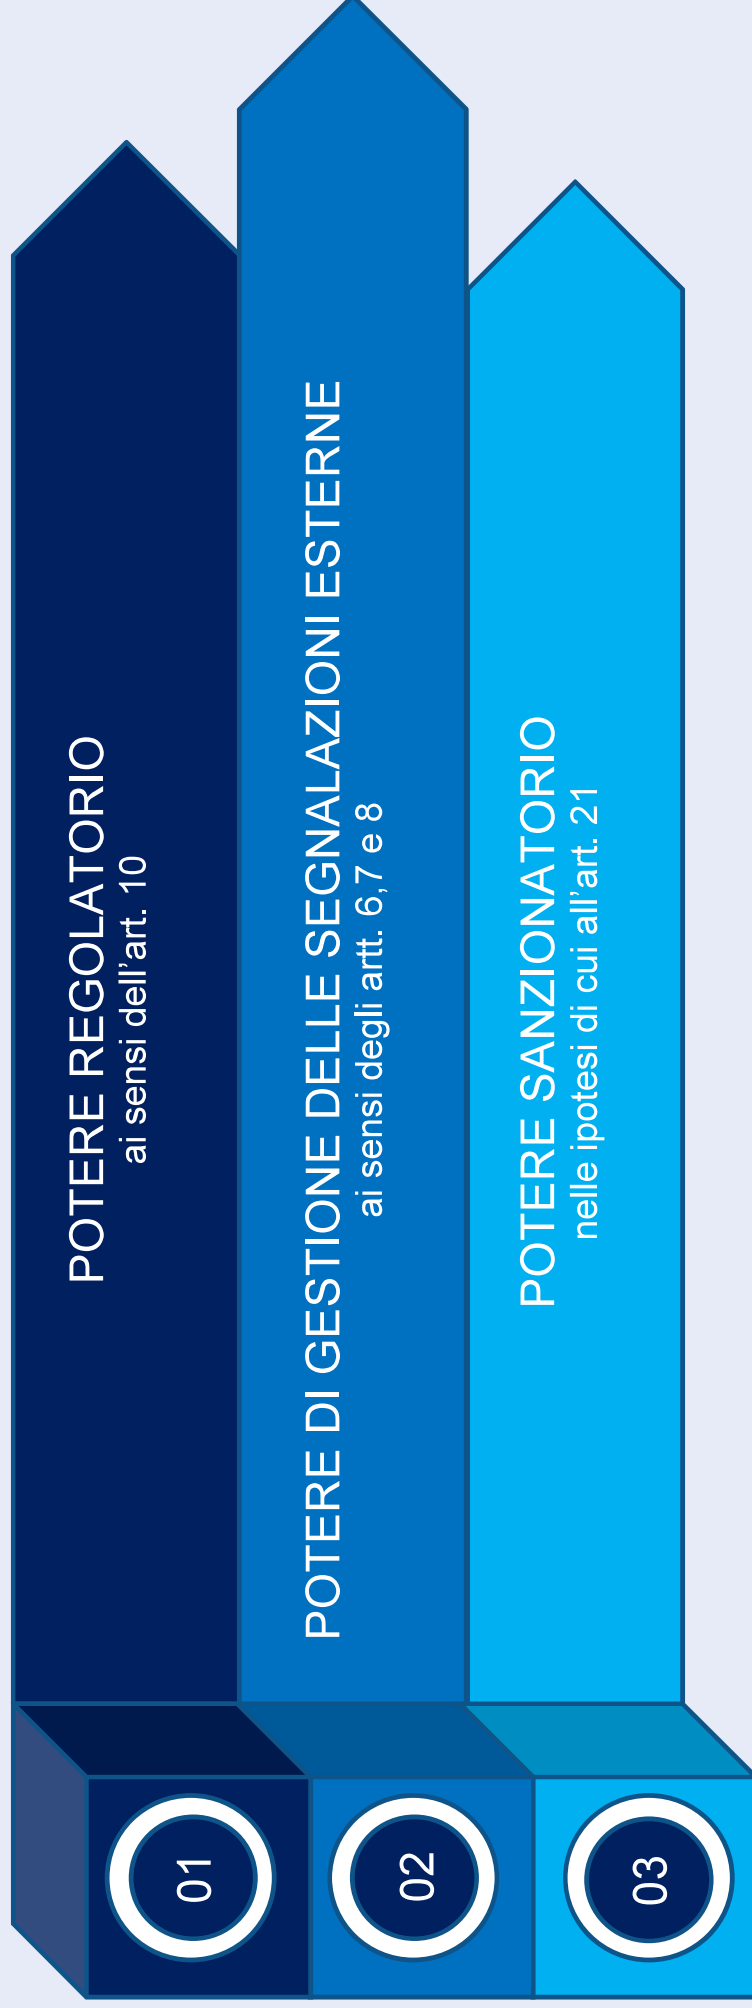 01
POTERE REGOLATORIO
ai sensi dell’art. 10
02
POTERE DI GESTIONE DELLE SEGNALAZIONI ESTERNE
ai sensi degli artt. 6,7 e 8
03
POTERE SANZIONATORIO
nelle ipotesi di cui all’art. 21